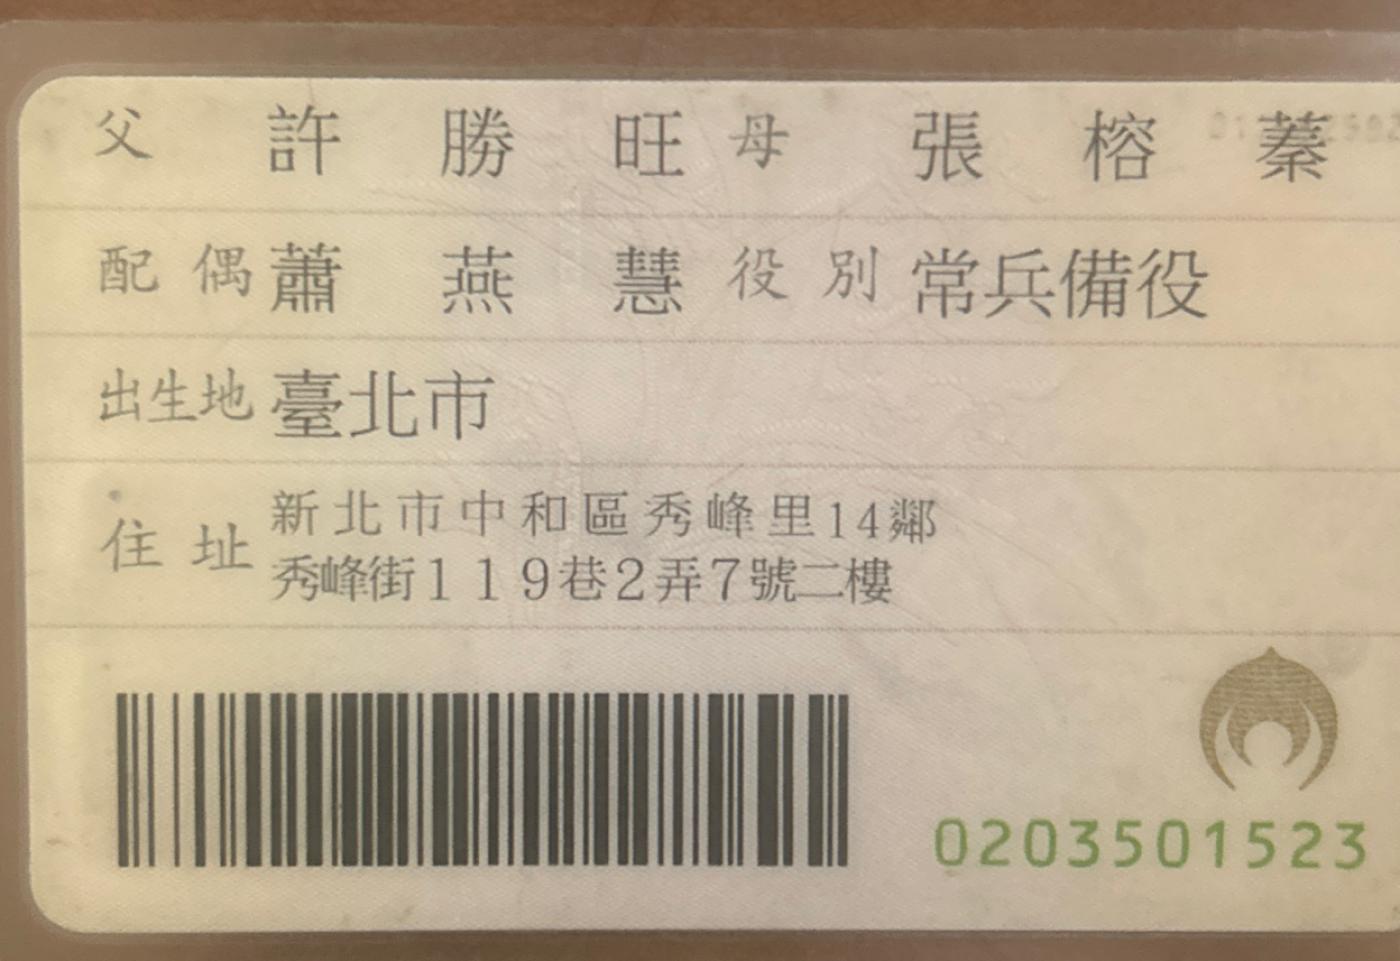 父 許勝旺 母 張榕蓁
配偶 蕭燕慧 役別 常兵備役
出生地 臺北市
住址 新北市中和區秀峰里14鄰
秀峰街119巷2弄7號二樓
0203501523